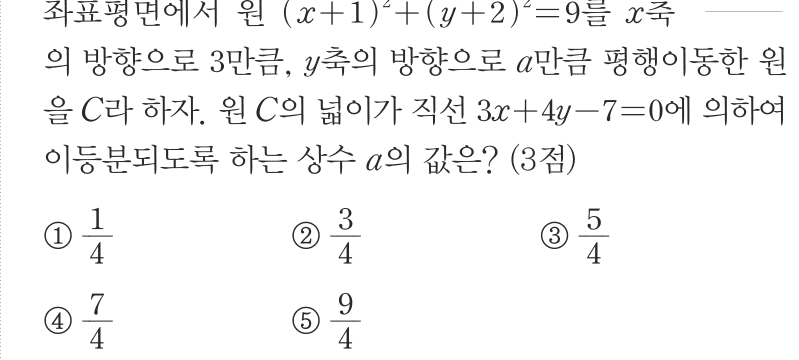 좌표평면에서 원 (x+1)²+(y+2)²=9를 x축
의 방향으로 3만큼, y축의 방향으로 a만큼 평행이동한 원
을 C라 하자. 원 C의 넓이가 직선 3x+4y-7=0에 의하여
이등분되도록 하는 상수 a의 값은? (3점)
① 1/4 ② 3/4 ③ 5/4
④ 7/4 ⑤ 9/4